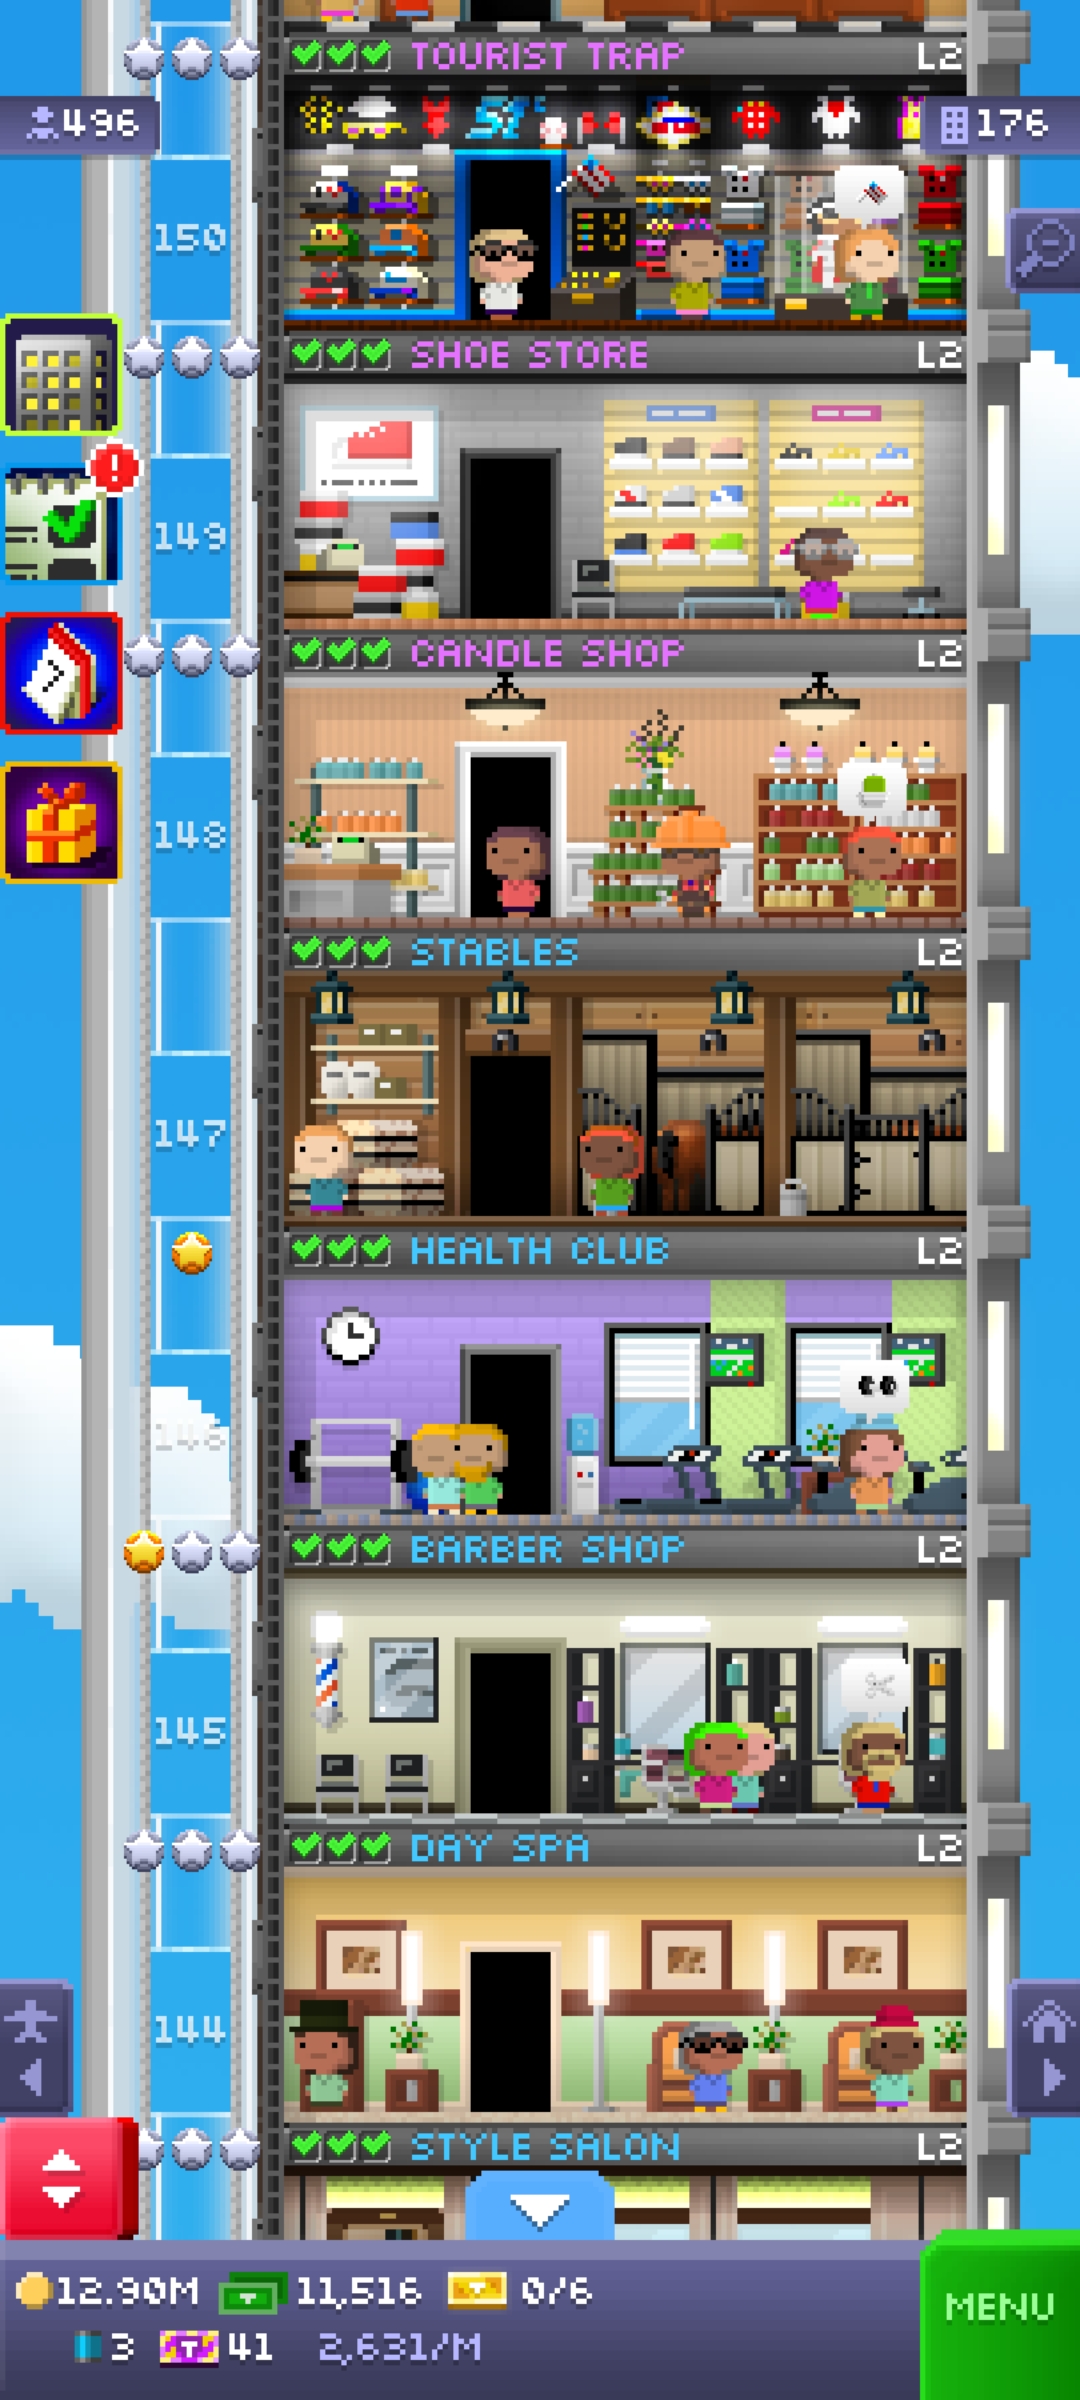 TOURIST TRAP L2
496
176
150
SHOE STORE L2
149
CANDLE SHOP L2
148
STABLES L2
147
HEALTH CLUB L2
146
BARBER SHOP L2
145
DAY SPA L2
144
STYLE SALON L2
12.90M 11,516 0/6
3 T 41 2,631/M
MENU